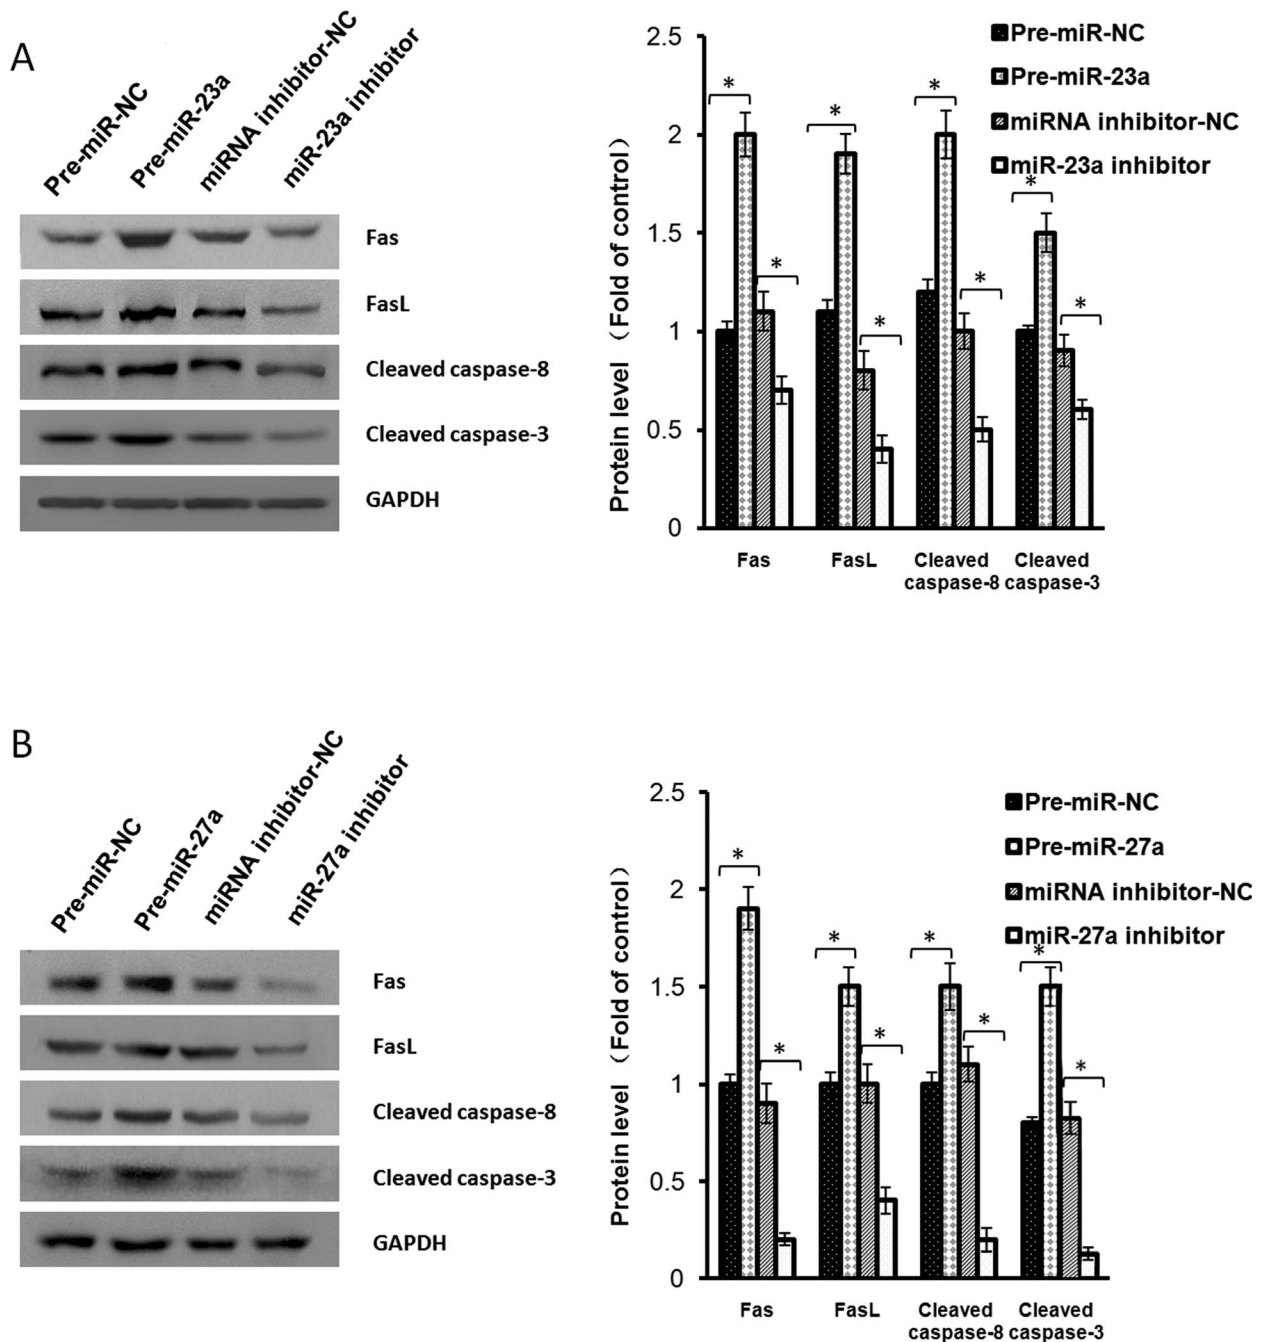 A
Pre-miR-NC
Pre-miR-23a
miRNA inhibitor-NC
miR-23a inhibitor
Fas
FasL
Cleaved caspase-8
Cleaved caspase-3
GAPDH
Protein level (Fold of control)
2.5
2
1.5
1
0.5
0
*
*
*
*
*
*
*
*
Pre-miR-NC
Pre-miR-23a
miRNA inhibitor-NC
miR-23a inhibitor
Fas
FasL
Cleaved
caspase-8
Cleaved
caspase-3
B
Pre-miR-NC
Pre-miR-27a
miRNA inhibitor-NC
miR-27a inhibitor
Fas
FasL
Cleaved caspase-8
Cleaved caspase-3
GAPDH
Protein level (Fold of control)
2.5
2
1.5
1
0.5
0
*
*
*
*
*
*
*
*
Pre-miR-NC
Pre-miR-27a
miRNA inhibitor-NC
miR-27a inhibitor
Fas
FasL
Cleaved
caspase-8
Cleaved
caspase-3